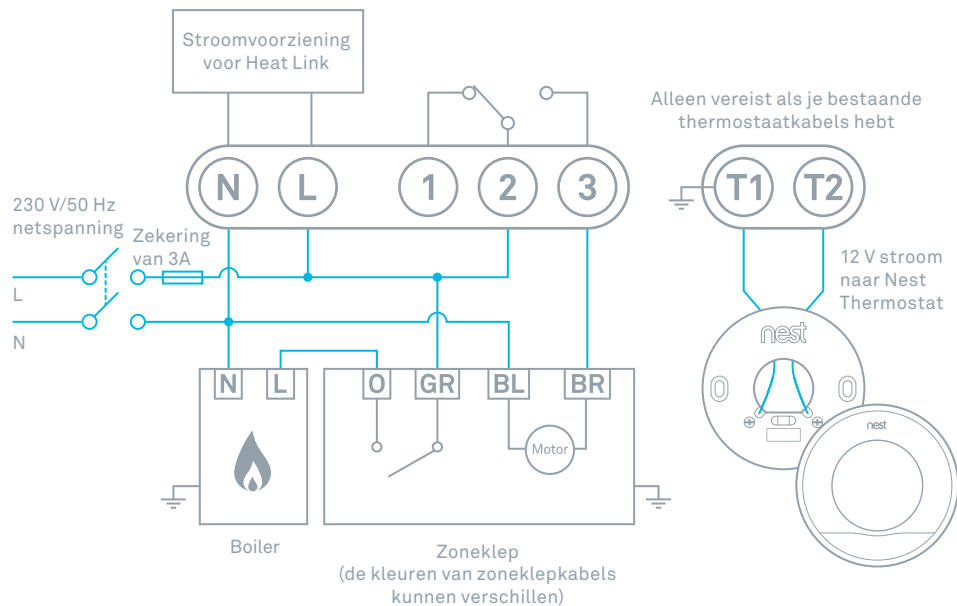 Stroomvoorziening
voor Heat Link
Alleen vereist als je bestaande
thermostaatkabels hebt
N
L
1
2
3
T1
T2
230 V/50 Hz
netspanning
Zekering
van 3A
L
N
12 V stroom
naar Nest
Thermostat
nest
nest
N
L
O
GR
BL
BR
Motor
Boiler
Zoneklep
(de kleuren van zoneklepkabels
kunnen verschillen)